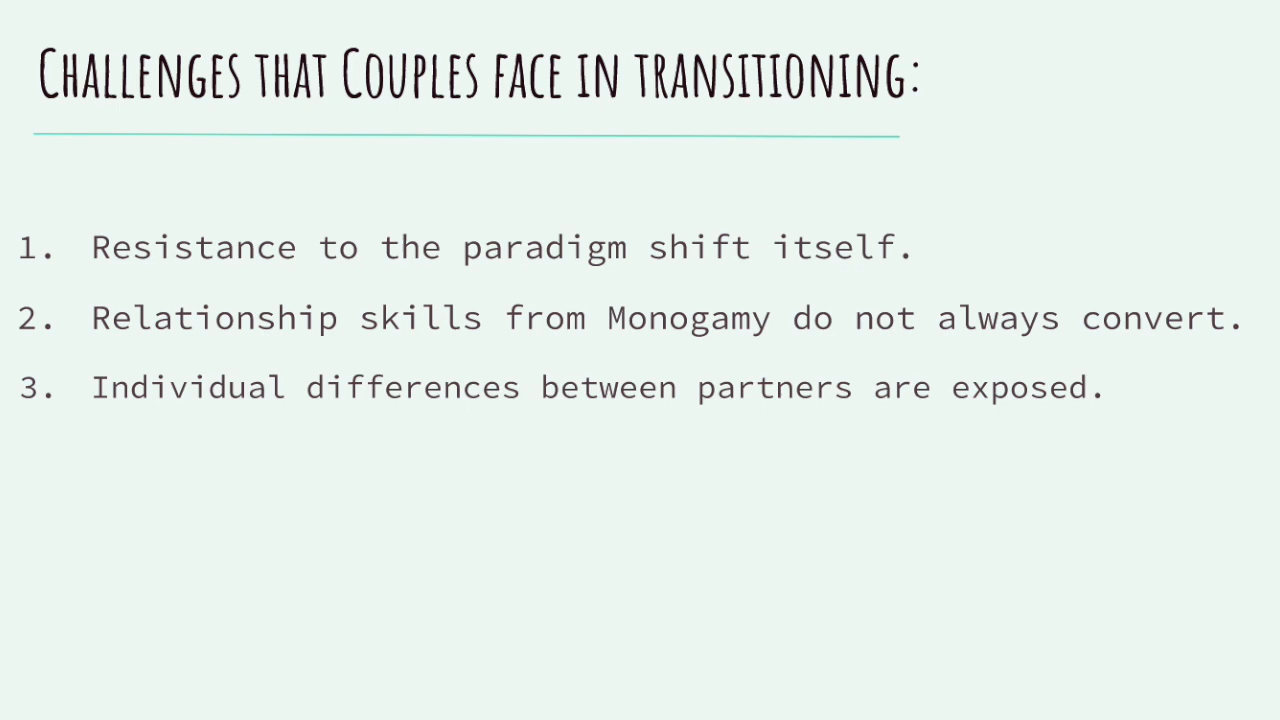 Challenges that Couples face in transitioning:
1. Resistance to the paradigm shift itself.
2. Relationship skills from Monogamy do not always convert.
3. Individual differences between partners are exposed.